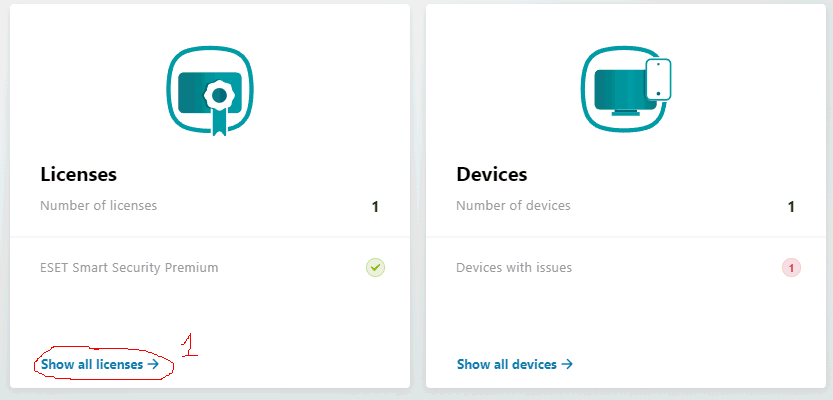 Licenses
Number of licenses 1
ESET Smart Security Premium
Show all licenses →
1
Devices
Number of devices 1
Devices with issues 1
Show all devices →